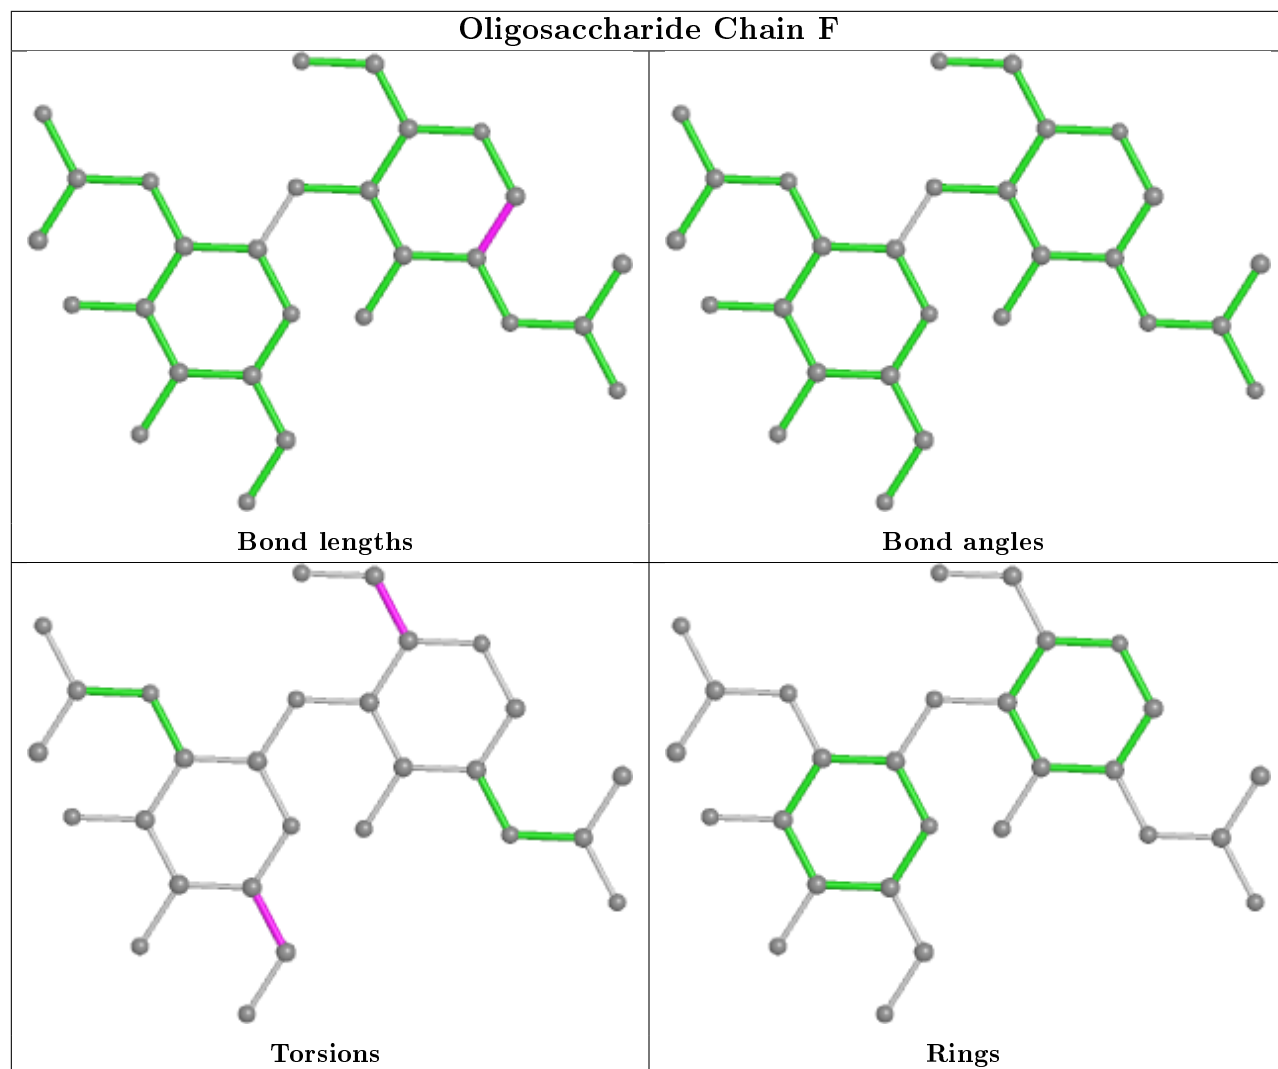 Oligosaccharide Chain F
Bond lengths
Bond angles
Torsions
Rings